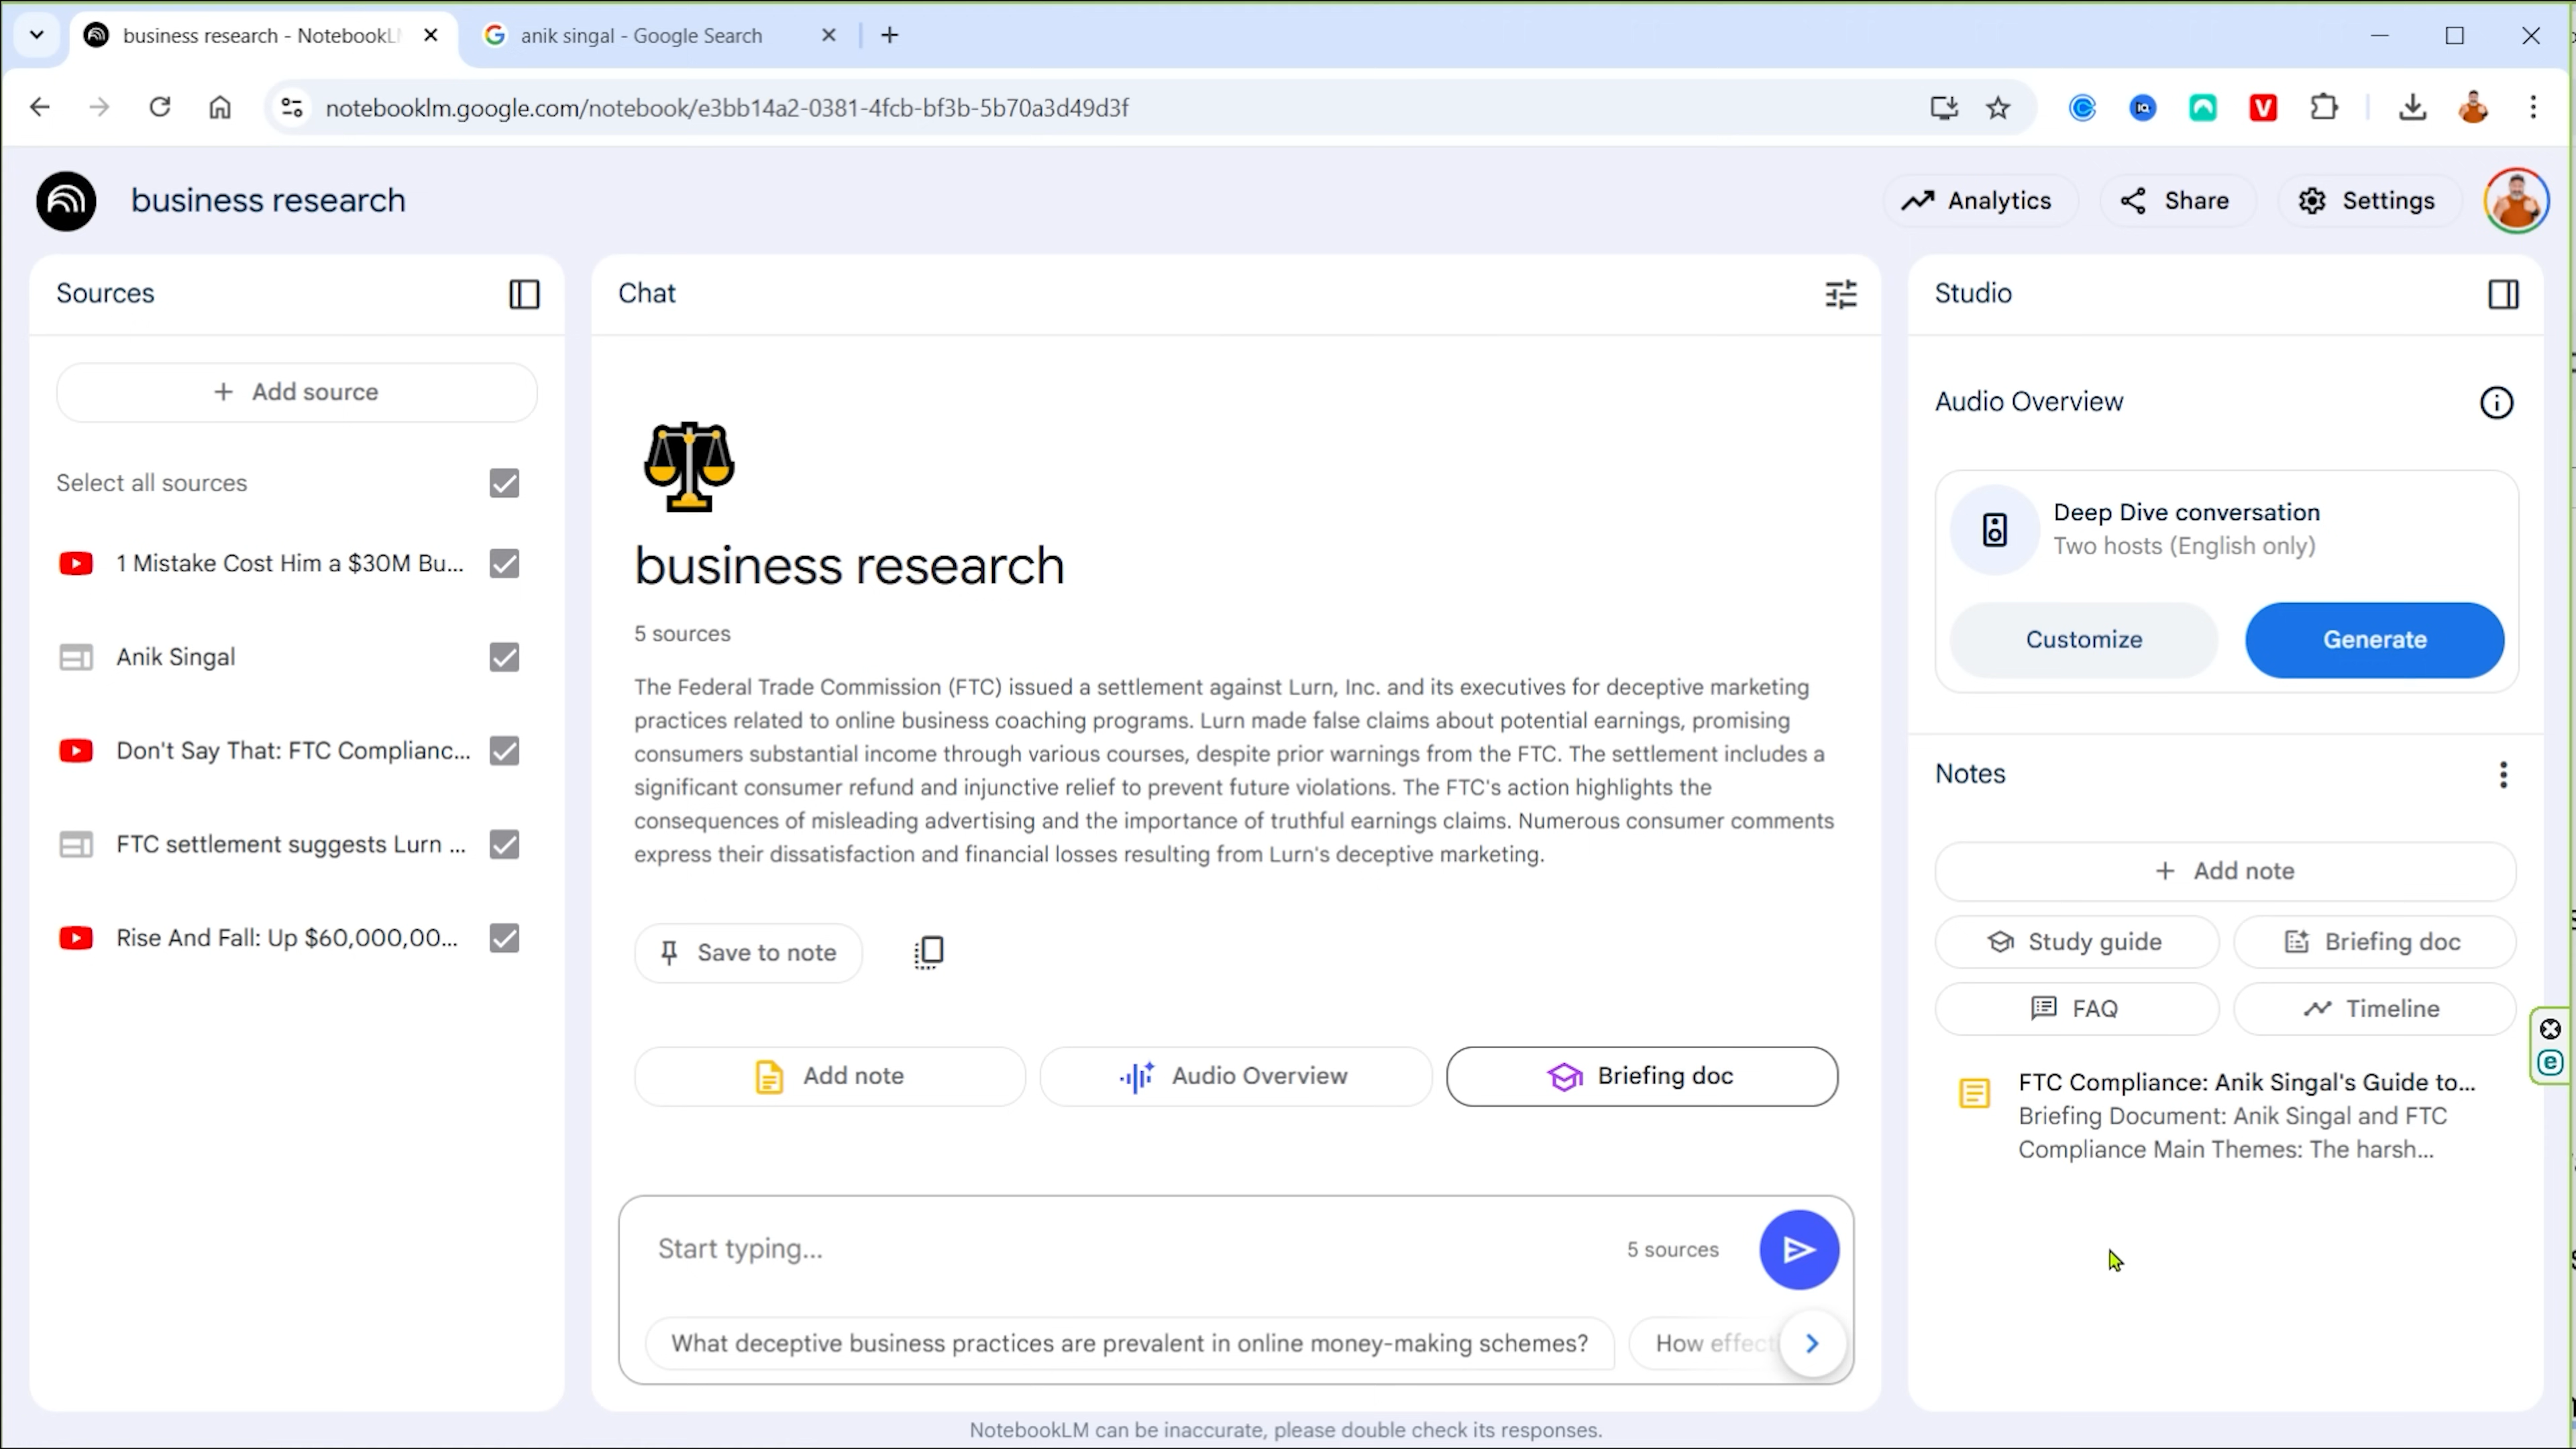 business research - NotebookL
anik singal - Google Search
notebooklm.google.com/notebook/e3bb14a2-0381-4fcb-bf3b-5b70a3d49d3f
business research
Analytics
Share
Settings
Sources
Add source
Select all sources
1 Mistake Cost Him a $30M Bu...
Anik Singal
Don't Say That: FTC Complianc...
FTC settlement suggests Lurn ...
Rise And Fall: Up $60,000,00...
Chat
business research
5 sources
The Federal Trade Commission (FTC) issued a settlement against Lurn, Inc. and its executives for deceptive marketing
practices related to online business coaching programs. Lurn made false claims about potential earnings, promising
consumers substantial income through various courses, despite prior warnings from the FTC. The settlement includes a
significant consumer refund and injunctive relief to prevent future violations. The FTC's action highlights the
consequences of misleading advertising and the importance of truthful earnings claims. Numerous consumer comments
express their dissatisfaction and financial losses resulting from Lurn's deceptive marketing.
Save to note
Add note
Audio Overview
Briefing doc
Start typing...
5 sources
What deceptive business practices are prevalent in online money-making schemes?
How effect
Studio
Audio Overview
Deep Dive conversation
Two hosts (English only)
Customize
Generate
Notes
Add note
Study guide
Briefing doc
FAQ
Timeline
FTC Compliance: Anik Singal's Guide to...
Briefing Document: Anik Singal and FTC
Compliance Main Themes: The harsh...
NotebookLM can be inaccurate, please double check its responses.